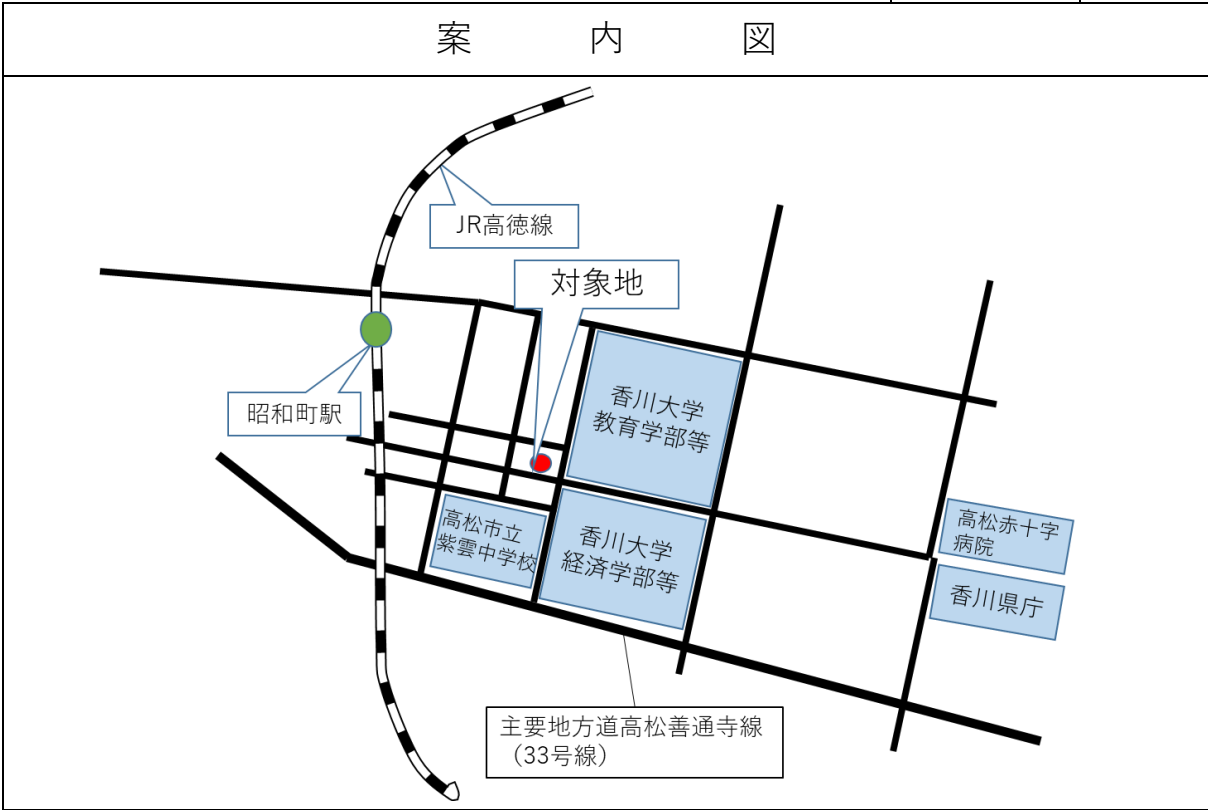 案内図
JR高徳線
対象地
昭和町駅
香川大学
教育学部等
高松市立
紫雲中学校
香川大学
経済学部等
高松赤十字
病院
香川県庁
主要地方道高松善通寺線
（33号線）